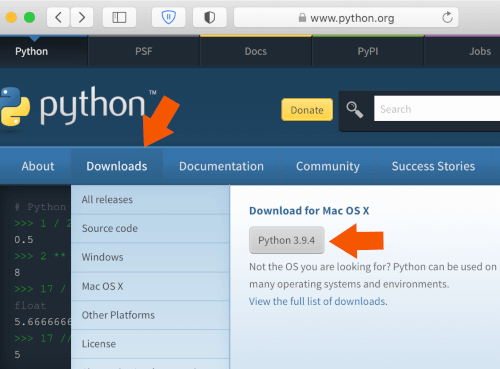 www.python.org
Python PSF Docs PyPI Jobs
python™
Donate Search
About Downloads Documentation Community Success Stories
All releases
Source code
Windows
Mac OS X
Other Platforms
License
Download for Mac OS X
Python 3.9.4
Not the OS you are looking for? Python can be used on
many operating systems and environments.
View the full list of downloads.
# Python
>>> 1 / 2
0.5
>>> 2 **
8
>>> 17 /
float
5.6666666
>>> 17 //
5